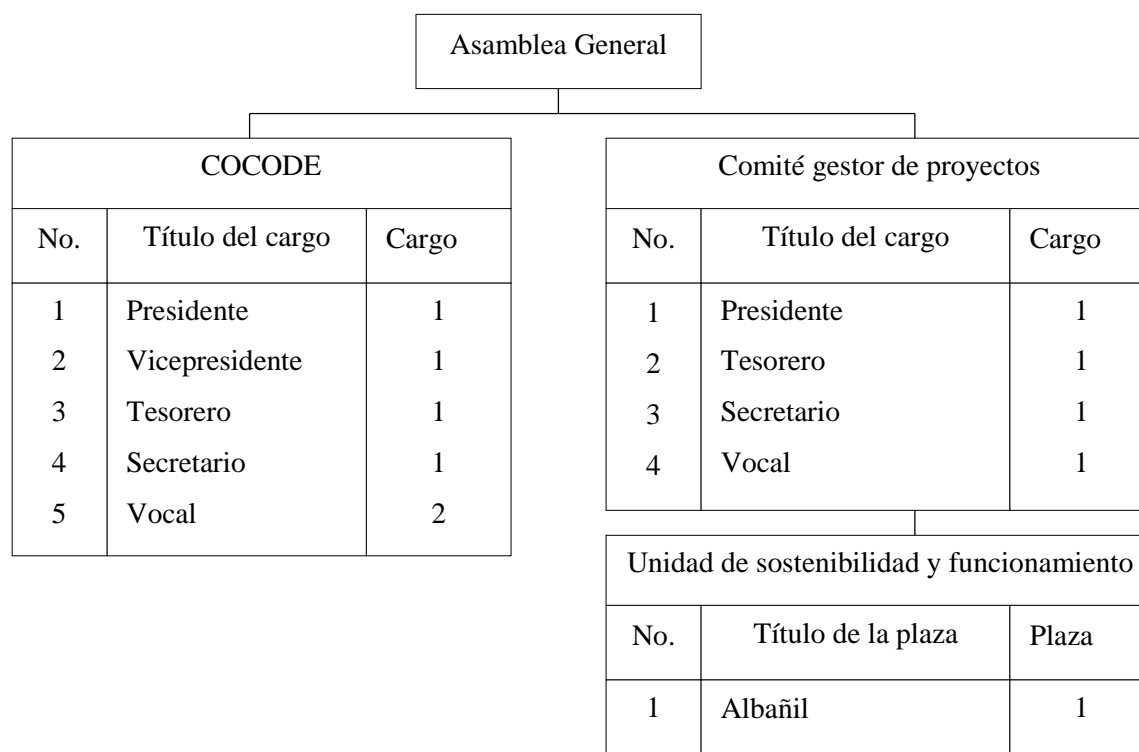 Asamblea General
COCODE
No. Título del cargo Cargo
1 Presidente 1
2 Vicepresidente 1
3 Tesorero 1
4 Secretario 1
5 Vocal 2
Comité gestor de proyectos
No. Título del cargo Cargo
1 Presidente 1
2 Tesorero 1
3 Secretario 1
4 Vocal 1
Unidad de sostenibilidad y funcionamiento
No. Título de la plaza Plaza
1 Albañil 1